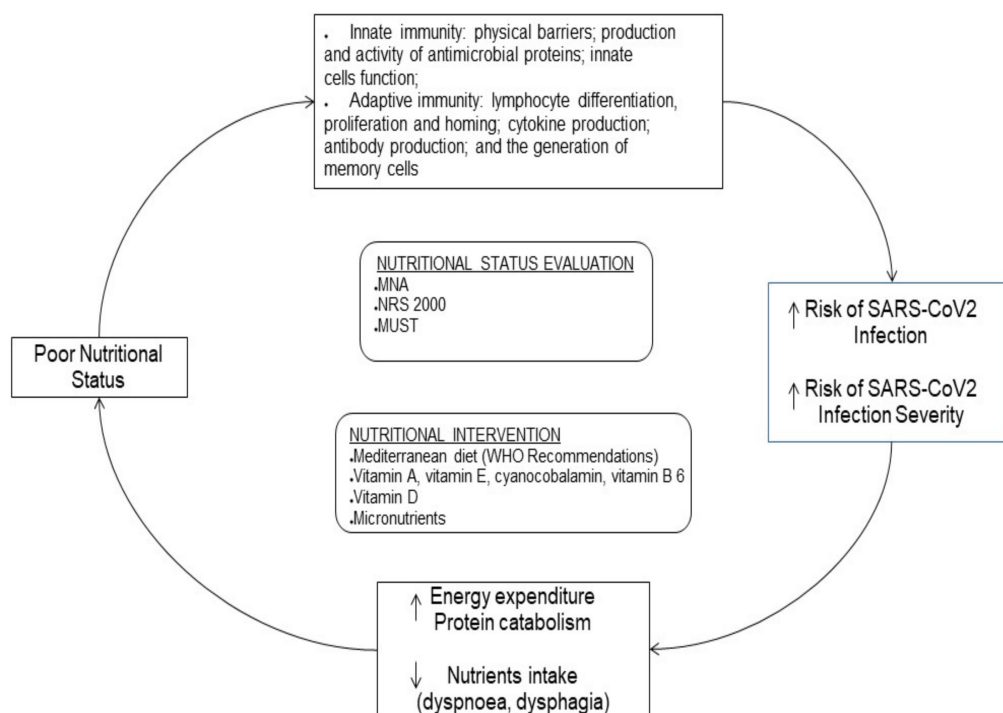 • Innate immunity: physical barriers; production
and activity of antimicrobial proteins; innate
cells function;
• Adaptive immunity: lymphocyte differentiation,
proliferation and homing; cytokine production;
antibody production; and the generation of
memory cells
NUTRITIONAL STATUS EVALUATION
•MNA
•NRS 2000
•MUST
↑ Risk of SARS-CoV2
Infection
↑ Risk of SARS-CoV2
Infection Severity
Poor Nutritional
Status
NUTRITIONAL INTERVENTION
•Mediterranean diet (WHO Recommendations)
•Vitamin A, vitamin E, cyanocobalamin, vitamin B 6
•Vitamin D
•Micronutrients
↑ Energy expenditure
Protein catabolism
↓ Nutrients intake
(dyspnoea, dysphagia)